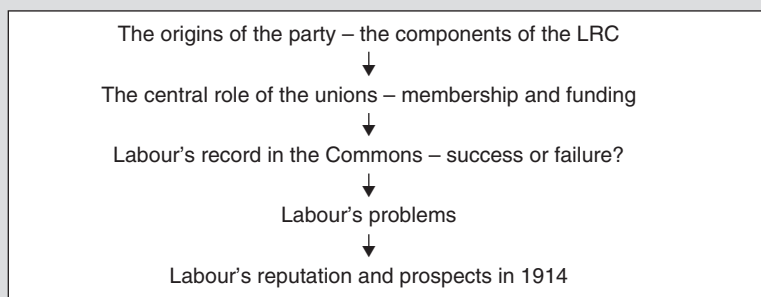 The origins of the party – the components of the LRC
The central role of the unions – membership and funding
Labour's record in the Commons – success or failure?
Labour's problems
Labour's reputation and prospects in 1914